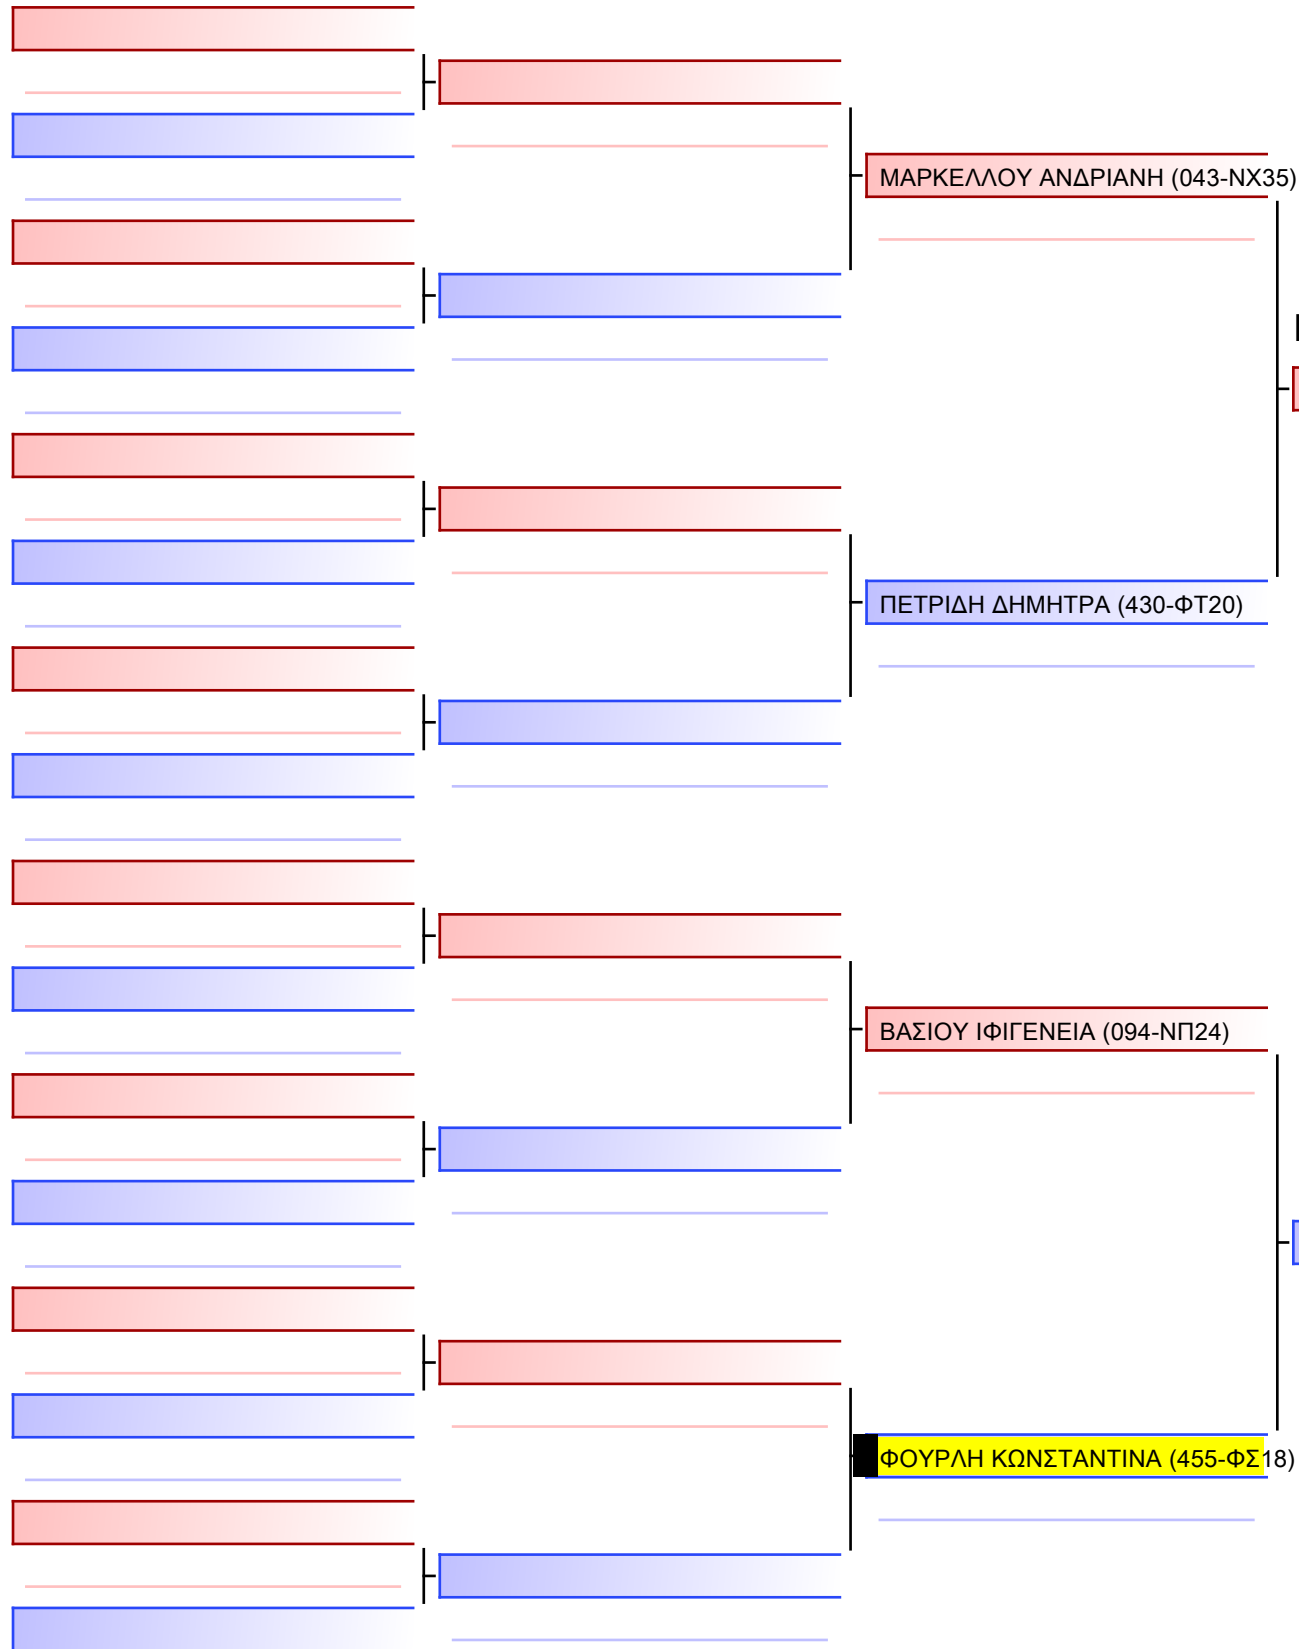 ΜΑΡΚΕΛΛΟΥ ΑΝΔΡΙΑΝΗ (043-ΝΧ35)
ΠΕΤΡΙΔΗ ΔΗΜΗΤΡΑ (430-ΦΤ20)
ΒΑΣΙΟΥ ΙΦΙΓΕΝΕΙΑ (094-ΝΠ24)
ΦΟΥΡΛΗ ΚΩΝΣΤΑΝΤΙΝΑ (455-ΦΣ18)